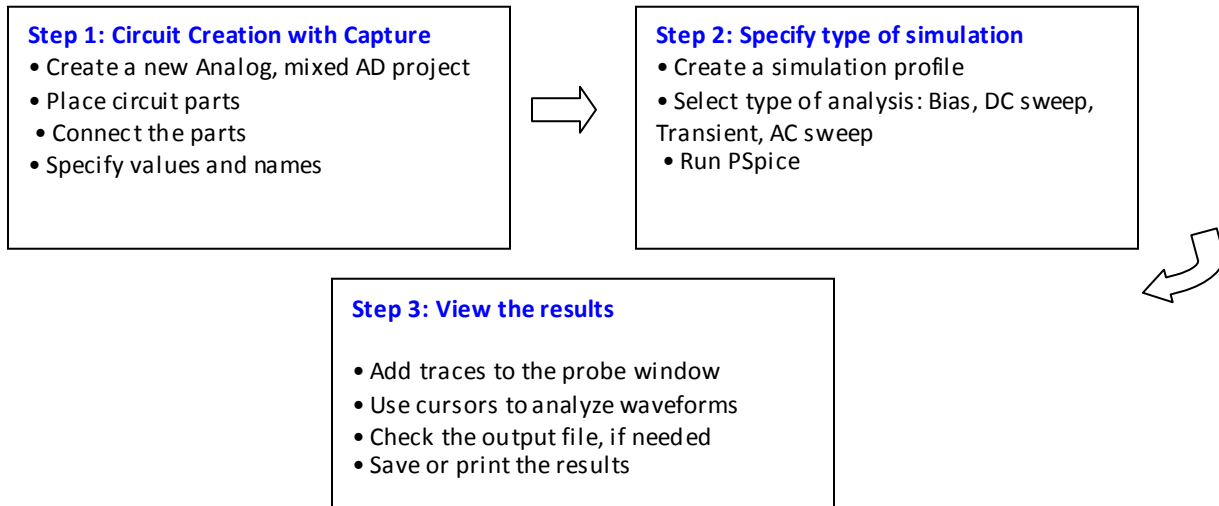 Step 1: Circuit Creation with Capture
• Create a new Analog, mixed AD project
• Place circuit parts
• Connect the parts
• Specify values and names
Step 2: Specify type of simulation
• Create a simulation profile
• Select type of analysis: Bias, DC sweep,
Transient, AC sweep
• Run PSpice
Step 3: View the results
• Add traces to the probe window
• Use cursors to analyze waveforms
• Check the output file, if needed
• Save or print the results